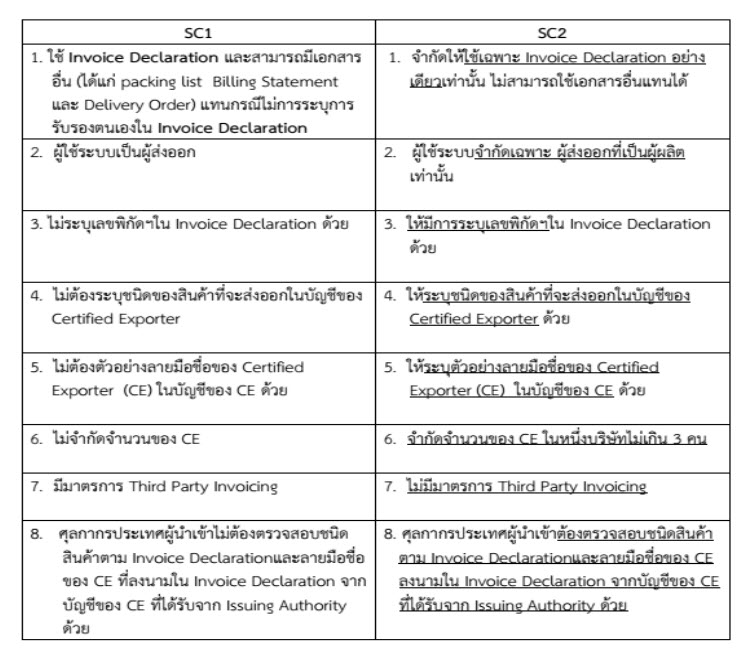 SC1
1. ใช้ Invoice Declaration และสามารถมีเอกสาร
อื่น (ได้แก่ packing list Billing Statement
และ Delivery Order) แทนกรณีไม่การระบุการ
รับรองตนเองใน Invoice Declaration
2. ผู้ใช้ระบบเป็นผู้ส่งออก
3. ไม่ระบุเลขพิกัดฯใน Invoice Declaration ด้วย
4. ไม่ต้องระบุชนิดของสินค้าที่จะส่งออกในบัญชีของ
Certified Exporter
5. ไม่ต้องตัวอย่างลายมือชื่อของ Certified
Exporter (CE) ในบัญชีของ CE ด้วย
6. ไม่จำกัดจำนวนของ CE
7. มีมาตรการ Third Party Invoicing
8. ศุลกากรประเทศผู้นำเข้าไม่ต้องตรวจสอบชนิด
สินค้าตาม Invoice Declarationและลายมือชื่อ
ของ CE ที่ลงนามใน Invoice Declaration จาก
บัญชีของ CE ที่ได้รับจาก Issuing Authority
ด้วย
SC2
1. จำกัดให้ใช้เฉพาะ Invoice Declaration อย่าง
เดียวเท่านั้น ไม่สามารถใช้เอกสารอื่นแทนได้
2. ผู้ใช้ระบบจำกัดเฉพาะ ผู้ส่งออกที่เป็นผู้ผลิต
เท่านั้น
3. ให้มีการระบุเลขพิกัดฯใน Invoice Declaration
ด้วย
4. ให้ระบุชนิดของสินค้าที่จะส่งออกในบัญชีของ
Certified Exporter ด้วย
5. ให้ระบุตัวอย่างลายมือชื่อของ Certified
Exporter (CE) ในบัญชีของ CE ด้วย
6. จำกัดจำนวนของ CE ในหนึ่งบริษัทไม่เกิน 3 คน
7. ไม่มีมาตรการ Third Party Invoicing
8. ศุลกากรประเทศผู้นำเข้าต้องตรวจสอบชนิดสินค้า
ตาม Invoice Declarationและลายมือชื่อของ CE
ลงนามใน Invoice Declaration จากบัญชีของ CE
ที่ได้รับจาก Issuing Authority ด้วย